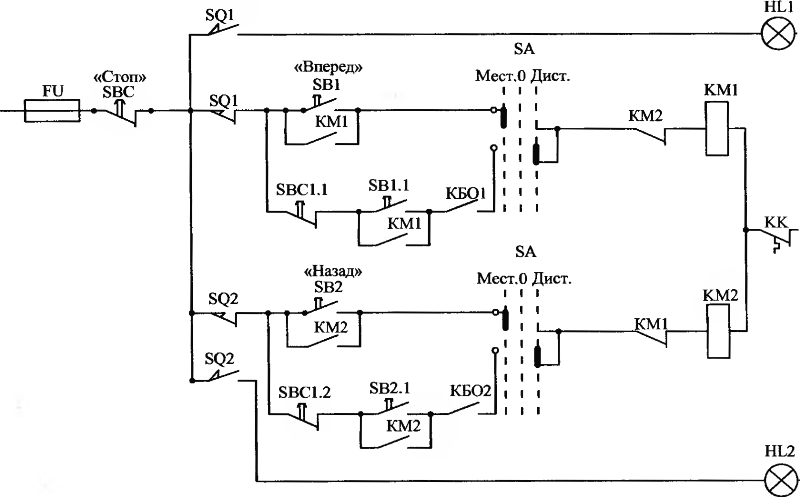 SQ1
HL1
SA
«Стоп»
SBC
FU
SQ1
«Вперед»
SB1
KM1
Мест.0 Дист.
KM2
KM1
SBC1.1
SB1.1
KM1
КБО1
KK
SA
«Назад»
SB2
SQ2
KM2
Мест.0 Дист.
KM1
KM2
SQ2
SBC1.2
SB2.1
KM2
КБО2
HL2